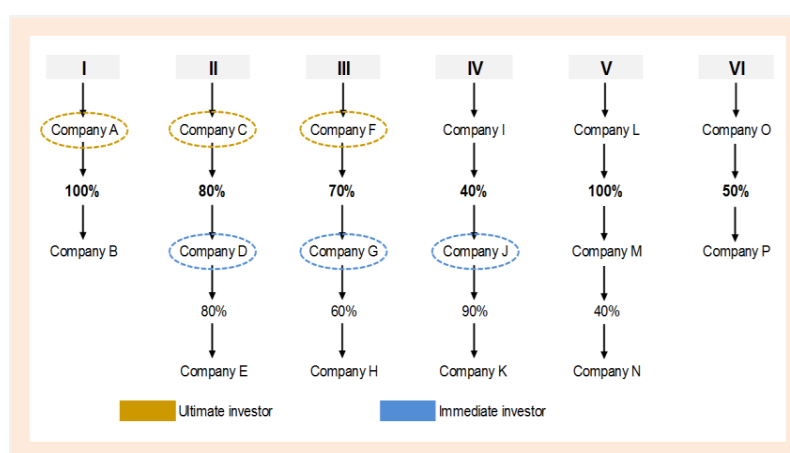 I II III IV V VI
Company A Company C Company F Company I Company L Company O
100% 80% 70% 40% 100% 50%
Company B Company D Company G Company J Company M Company P
80% 60% 90% 40%
Company E Company H Company K Company N
Ultimate investor Immediate investor